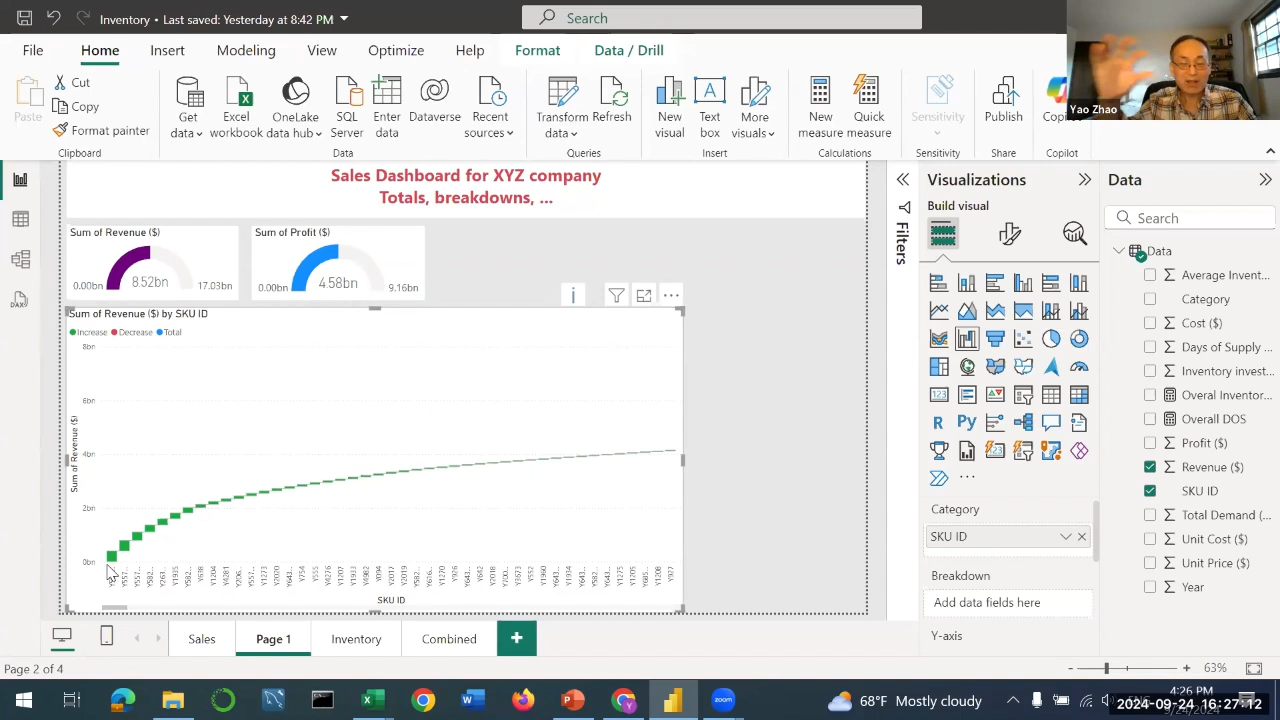 Inventory • Last saved: Yesterday at 8:42 PM
Search
Yao Zhao
File
Home
Insert
Modeling
View
Optimize
Help
Format
Data / Drill
Paste
Cut
Copy
Format painter
Clipboard
Get data
Excel workbook
OneLake data hub
SQL Server
Enter data
Dataverse
Recent sources
Data
Transform data
Refresh
Queries
New visual
Text box
More visuals
Insert
New measure
Quick measure
Calculations
Sensitivity
Sensitivity
Publish
Share
Copilot
Sales Dashboard for XYZ company
Totals, breakdowns, ...
Sum of Revenue ($)
8.52bn
0.00bn
17.03bn
Sum of Profit ($)
4.58bn
0.00bn
9.16bn
Sum of Revenue ($) by SKU ID
Increase
Decrease
Total
8bn
6bn
4bn
2bn
0bn
Sum of Revenue ($)
SKU ID
Filters
Visualizations
Build visual
Category
SKU ID
Breakdown
Add data fields here
Y-axis
Data
Search
Data
Average Invent...
Category
Cost ($)
Days of Supply ...
Inventory invest...
Overal Inventor...
Overall DOS
Profit ($)
Revenue ($)
SKU ID
Total Demand (...
Unit Cost ($)
Unit Price ($)
Year
Sales
Page 1
Inventory
Combined
Page 2 of 4
63%
68°F Mostly cloudy
4:26 PM
2024-09-24 16:27:12